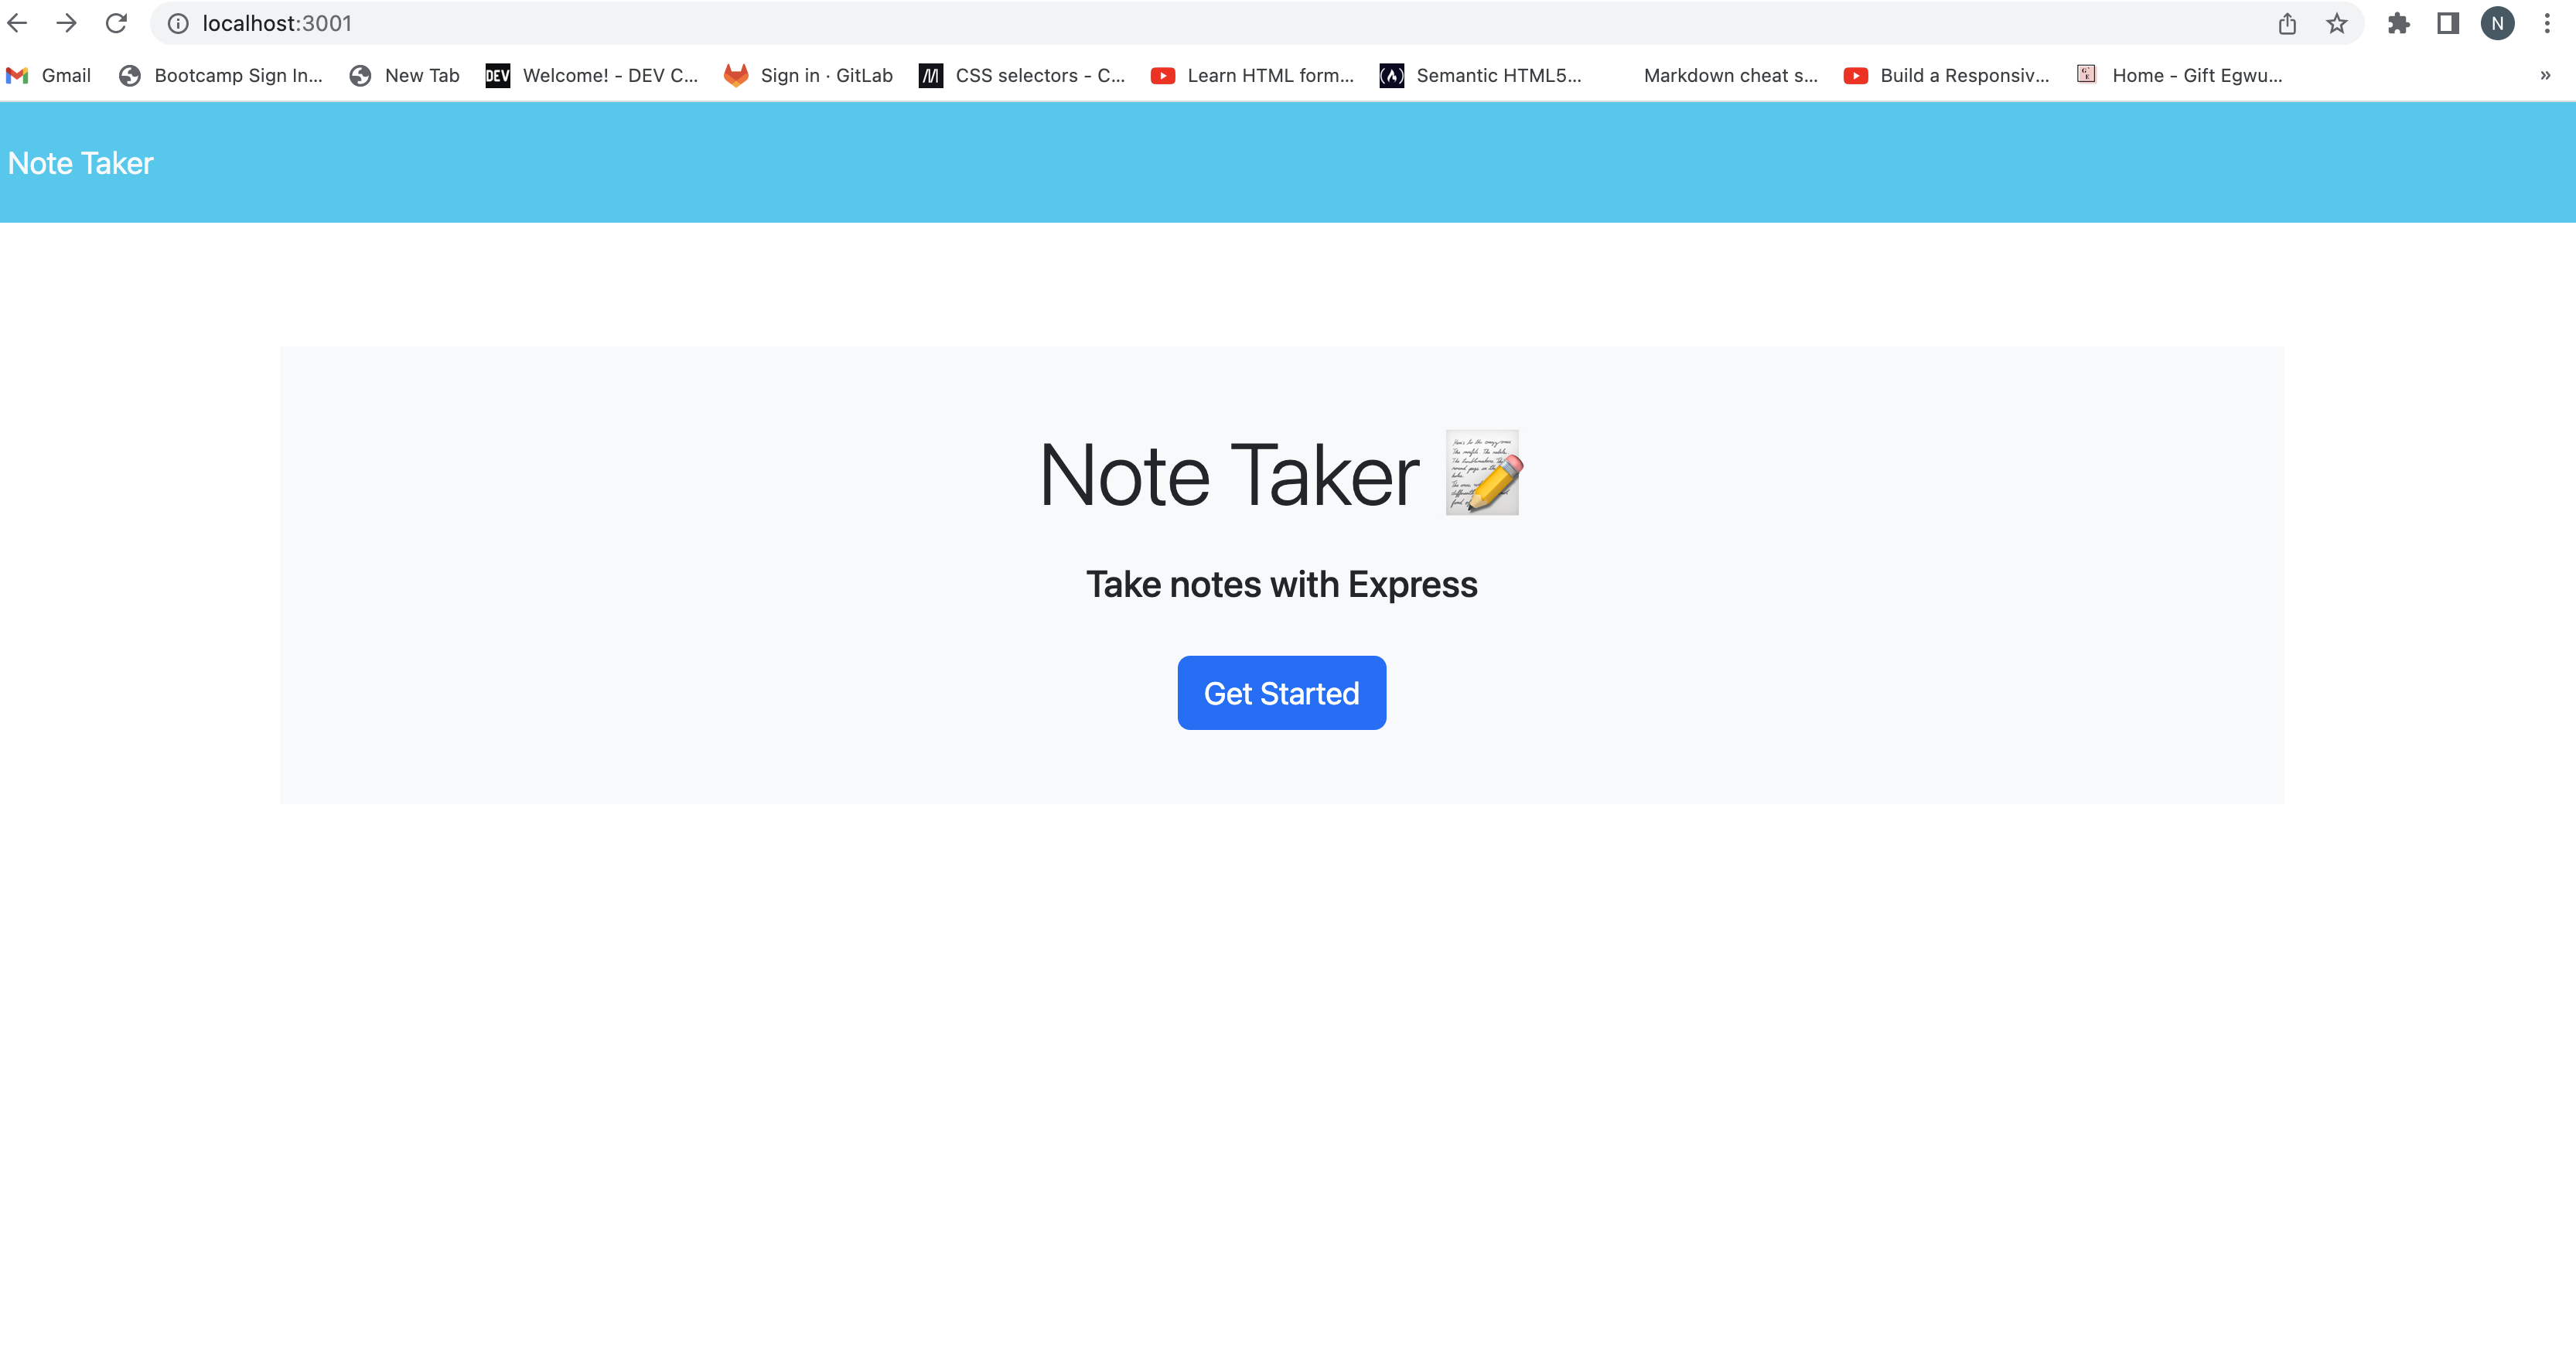 localhost:3001
N
Gmail Bootcamp Sign In... New Tab DEV Welcome! - DEV C... Sign in · GitLab CSS selectors - C... Learn HTML form... Semantic HTML5... Markdown cheat s... Build a Responsiv... Home - Gift Egwu... »
Note Taker
Note Taker 📝
Take notes with Express
Get Started